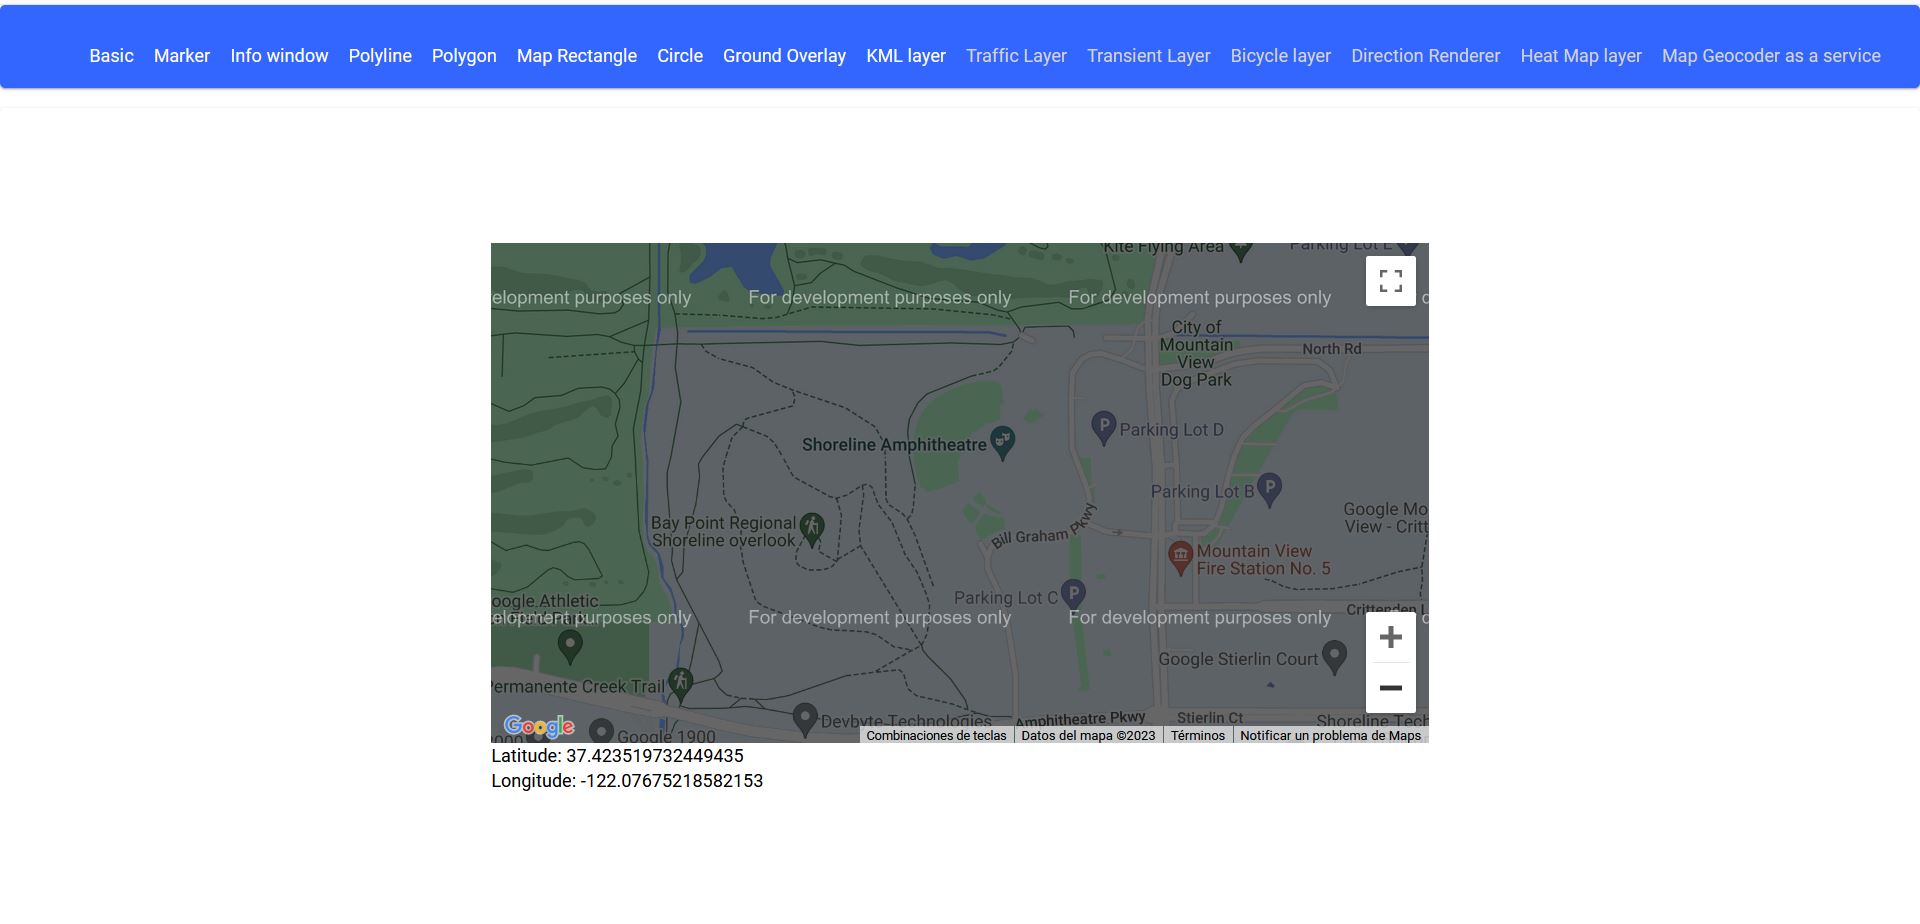 Basic Marker Info window Polyline Polygon Map Rectangle Circle Ground Overlay KML layer Traffic Layer Transient Layer Bicycle layer Direction Renderer Heat Map layer Map Geocoder as a service
Kite Flying Area
Parking Lot E
elopment purposes only For development purposes only For development purposes only
City of
Mountain
View
Dog Park
North Rd
Shoreline Amphitheatre
Parking Lot D
Parking Lot B
Google Mo
View - Critt
Bay Point Regional
Shoreline overlook
Bill Graham Pkwy
Mountain View
Fire Station No. 5
Parking Lot C
oogle Athletic
Crittenden L
purposes only For development purposes only For development purposes only
Google Stierlin Court
Permanente Creek Trail
Devbyte Technologies
Amphitheatre Pkwy
Stierlin Ct
Shoreline Tech
Google
Google 1900
Combinaciones de teclas Datos del mapa ©2023 Términos Notificar un problema de Maps
Latitude: 37.423519732449435
Longitude: -122.07675218582153